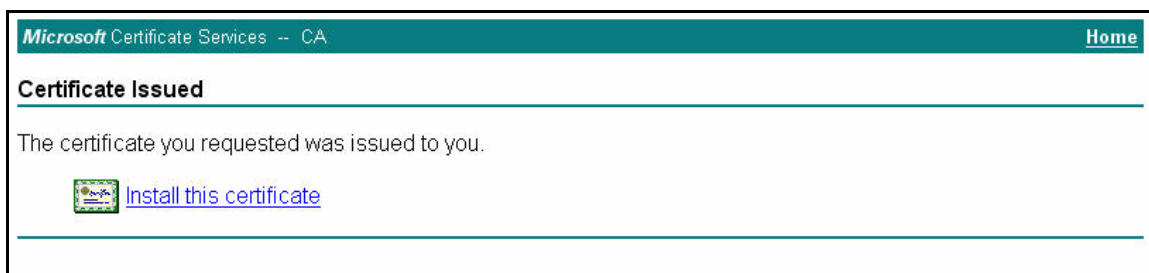 Microsoft Certificate Services -- CA Home
Certificate Issued
The certificate you requested was issued to you.
Install this certificate